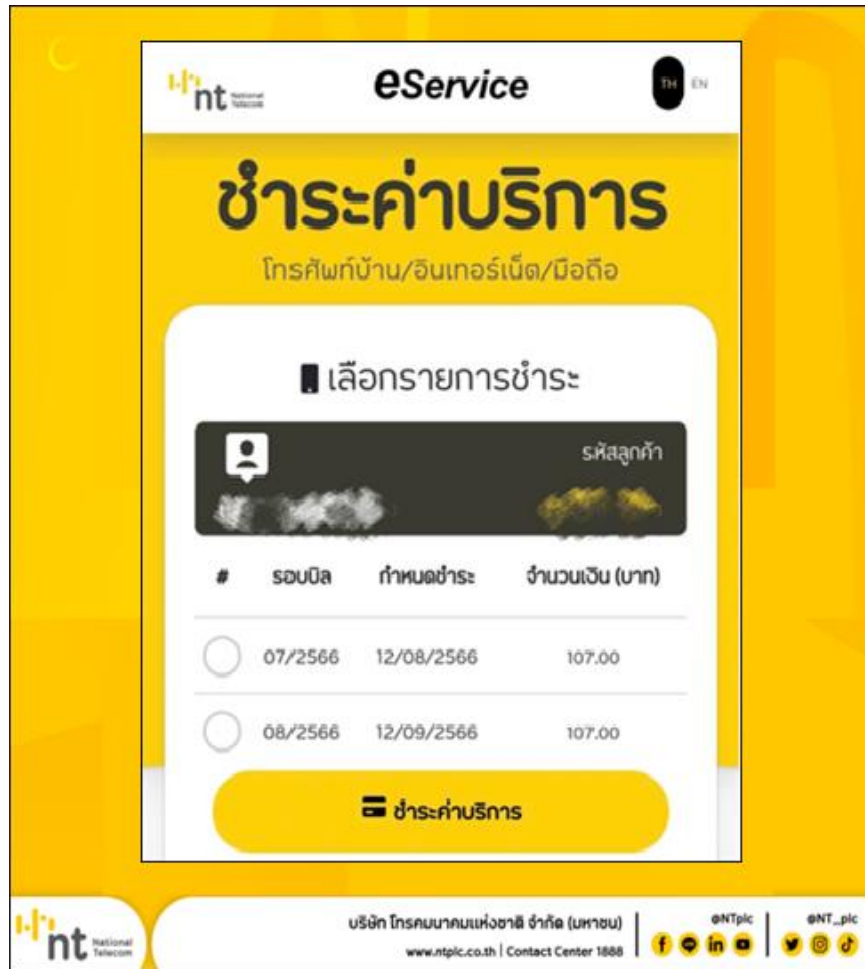 nt National Telecom
eService
TH EN
ชำระค่าบริการ
โทรศัพท์บ้าน/อินเทอร์เน็ต/มือถือ
เลือกรายการชำระ
รหัสลูกค้า
# รอบบิล กำหนดชำระ จำนวนเงิน (บาท)
07/2566 12/08/2566 107.00
08/2566 12/09/2566 107.00
ชำระค่าบริการ
nt National Telecom
บริษัท โทรคมนาคมแห่งชาติ จำกัด (มหาชน)
www.ntplc.co.th | Contact Center 1888
@NTplc
@NT_plc